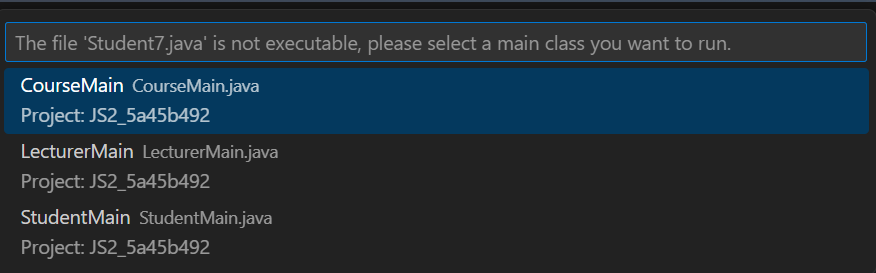 The file 'Student7.java' is not executable, please select a main class you want to run.
CourseMain CourseMain.java
Project: JS2_5a45b492
LecturerMain LecturerMain.java
Project: JS2_5a45b492
StudentMain StudentMain.java
Project: JS2_5a45b492